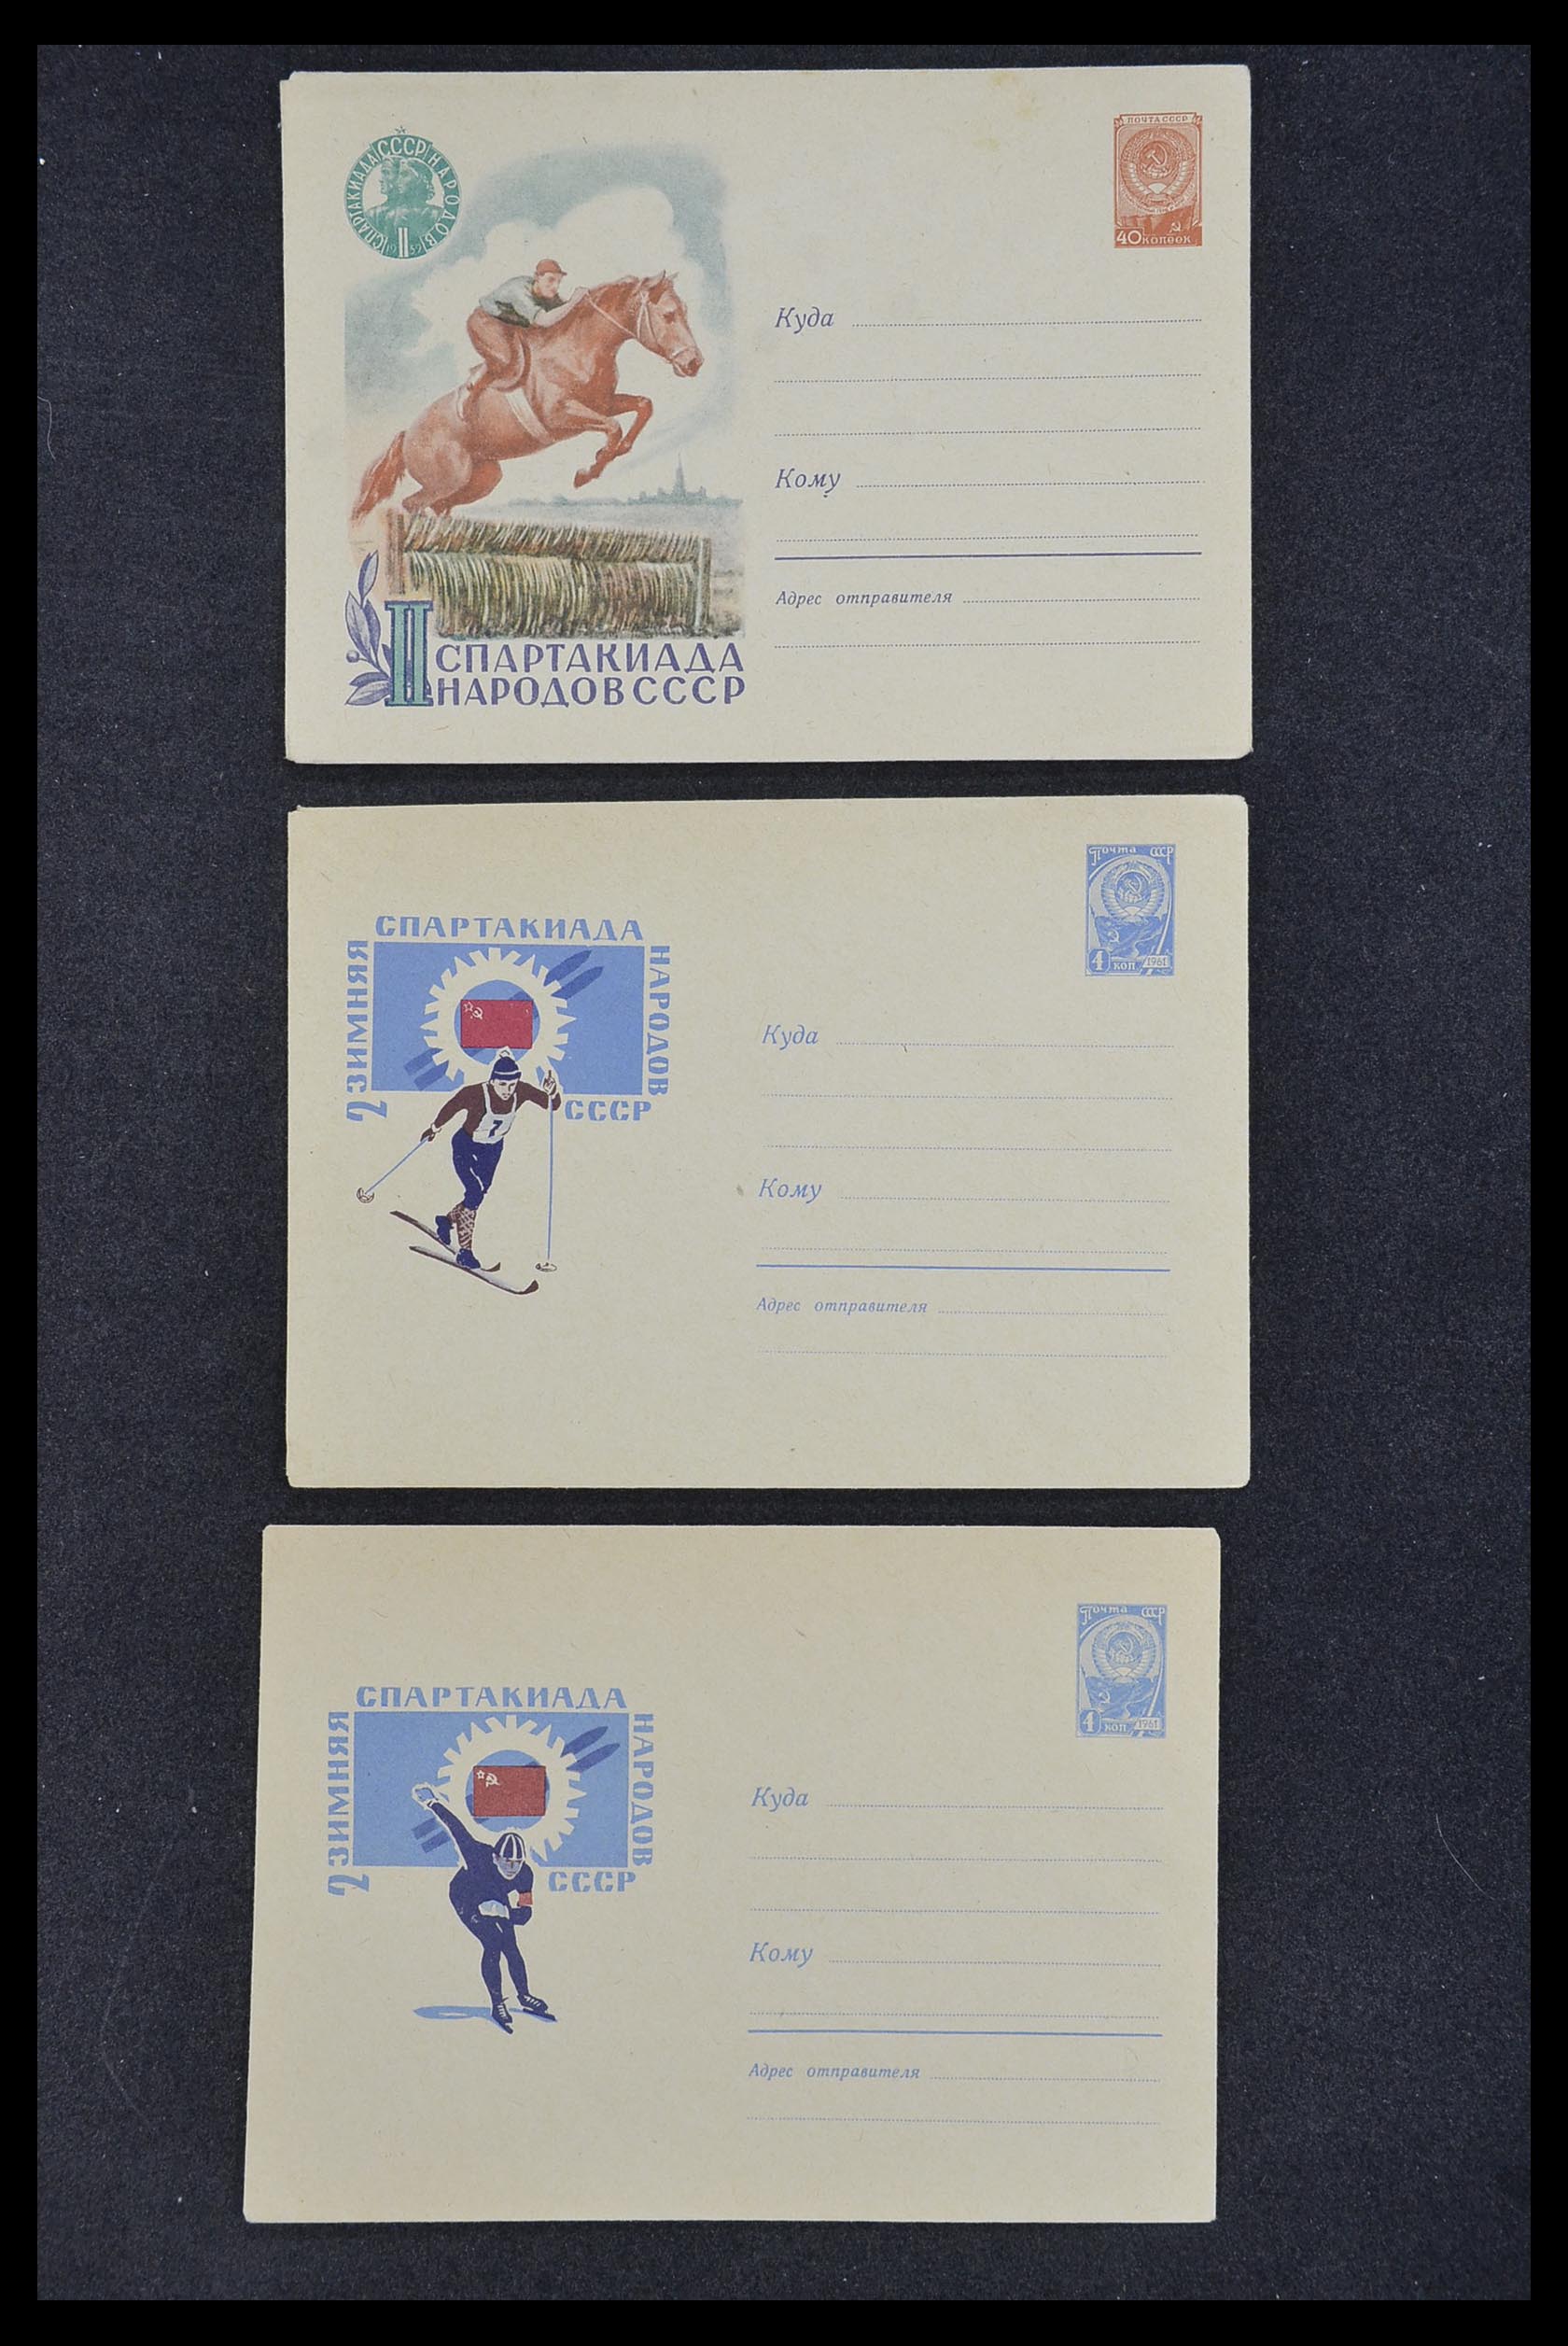 СПАРТАКИАДА СССР НАРОДОВ
II
1959
ПОЧТА СССР
40 копеек
Куда
Кому
Адрес отправителя
II СПАРТАКИАДА
НАРОДОВ СССР
Почта СССР
4 коп. 1961
2 ЗИМНЯЯ
СПАРТАКИАДА
НАРОДОВ
СССР
7
Куда
Кому
Адрес отправителя
Почта СССР
4 коп. 1961
2 ЗИМНЯЯ
СПАРТАКИАДА
НАРОДОВ
СССР
Куда
Кому
Адрес отправителя